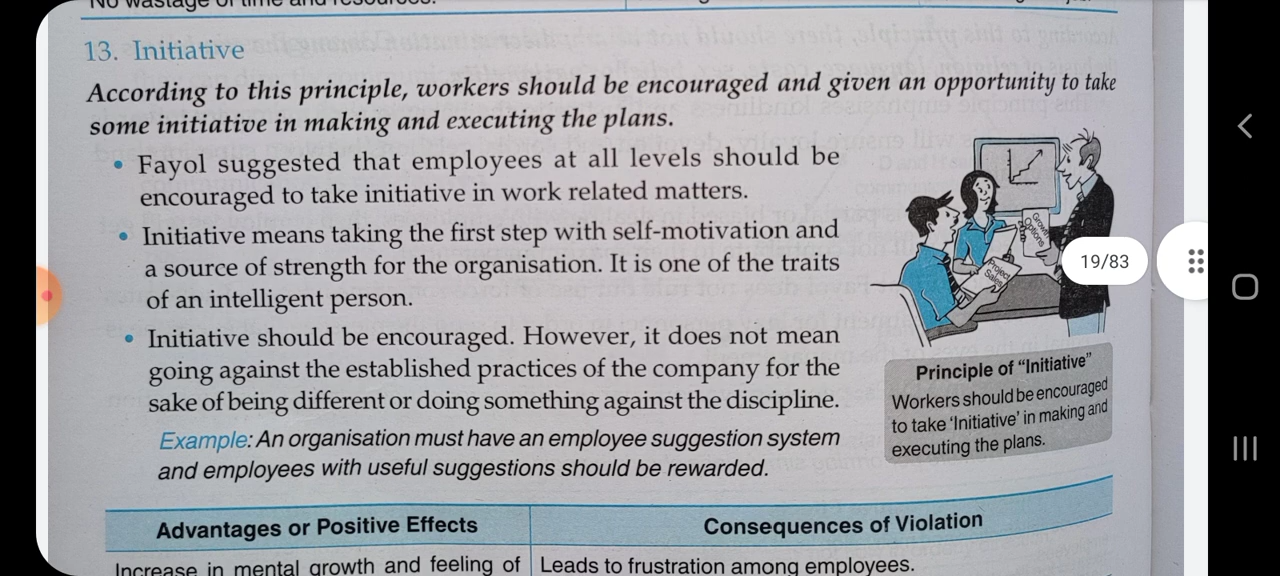 13. Initiative
According to this principle, workers should be encouraged and given an opportunity to take
some initiative in making and executing the plans.
• Fayol suggested that employees at all levels should be
encouraged to take initiative in work related matters.
• Initiative means taking the first step with self-motivation and
a source of strength for the organisation. It is one of the traits
of an intelligent person.
• Initiative should be encouraged. However, it does not mean
going against the established practices of the company for the
sake of being different or doing something against the discipline.
Example: An organisation must have an employee suggestion system
and employees with useful suggestions should be rewarded.
Growth
Options
Project
Sales
19/83
Principle of “Initiative”
Workers should be encouraged
to take ‘Initiative’ in making and
executing the plans.
Advantages or Positive Effects
Consequences of Violation
Increase in mental growth and feeling of
Leads to frustration among employees.